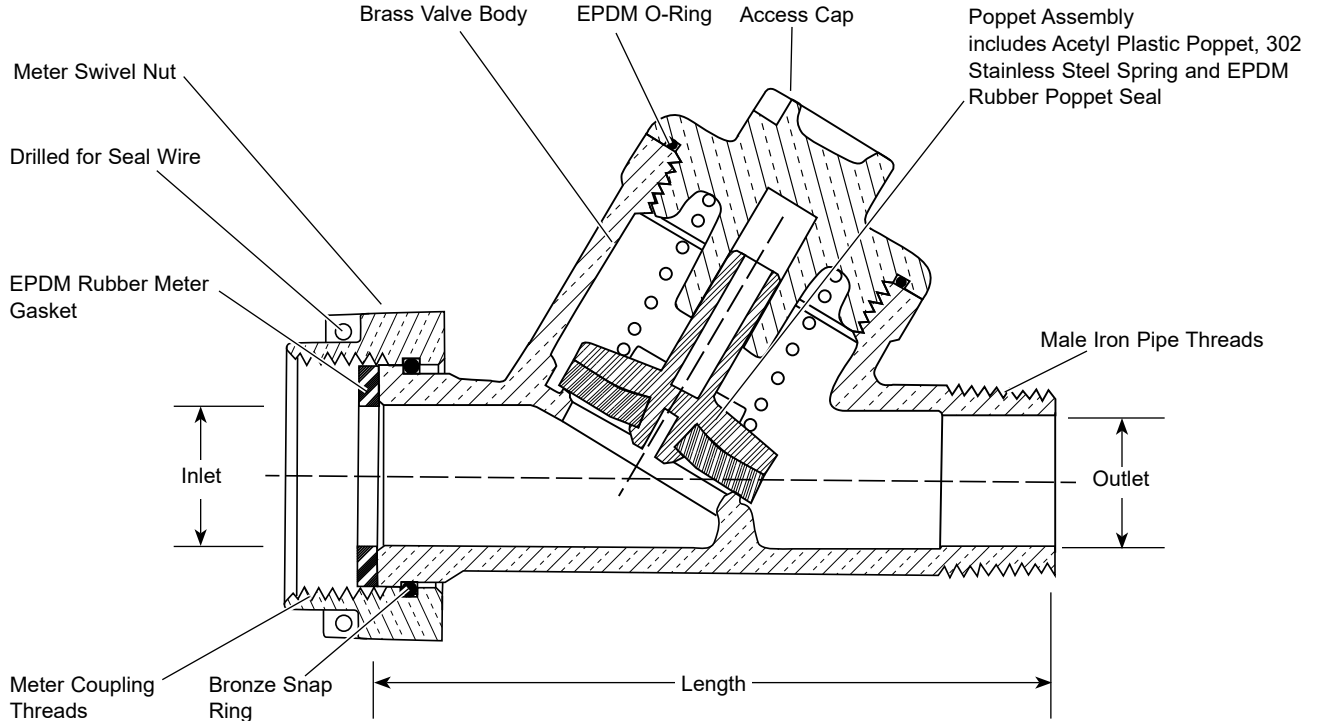 Brass Valve Body
EPDM O-Ring
Access Cap
Poppet Assembly
includes Acetyl Plastic Poppet, 302
Stainless Steel Spring and EPDM
Rubber Poppet Seal
Meter Swivel Nut
Drilled for Seal Wire
EPDM Rubber Meter
Gasket
Male Iron Pipe Threads
Inlet
Outlet
Meter Coupling
Threads
Bronze Snap
Ring
Length